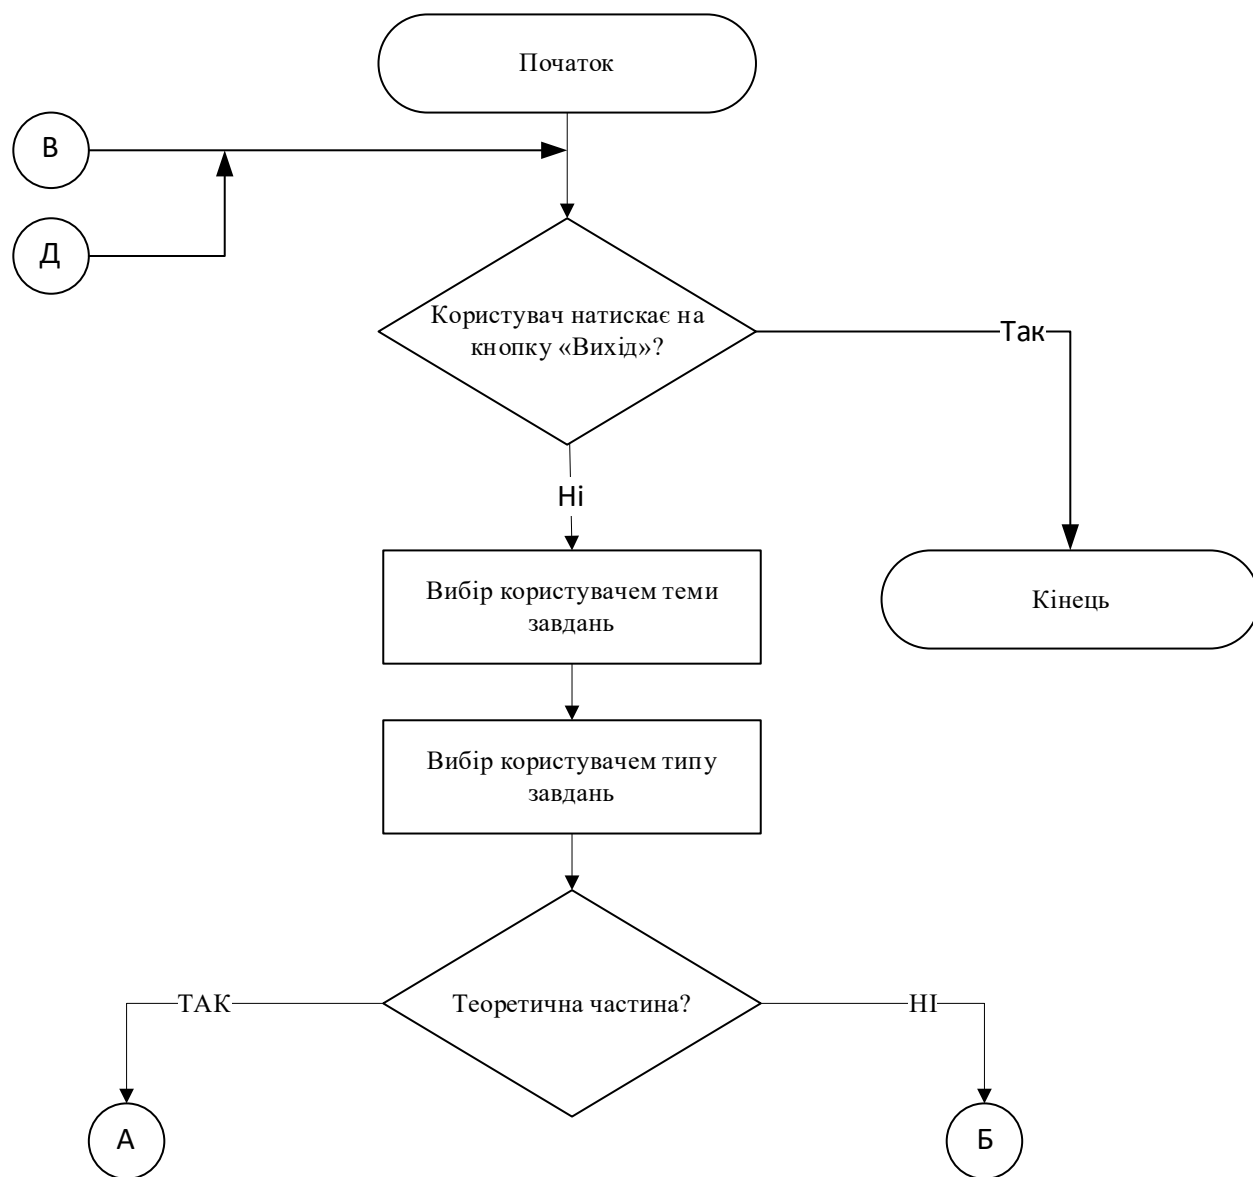 Початок
В
Д
Користувач натискає на
кнопку «Вихід»?
Так
Ні
Вибір користувачем теми
завдань
Кінець
Вибір користувачем типу
завдань
ТАК
Теоретична частина?
НІ
А
Б